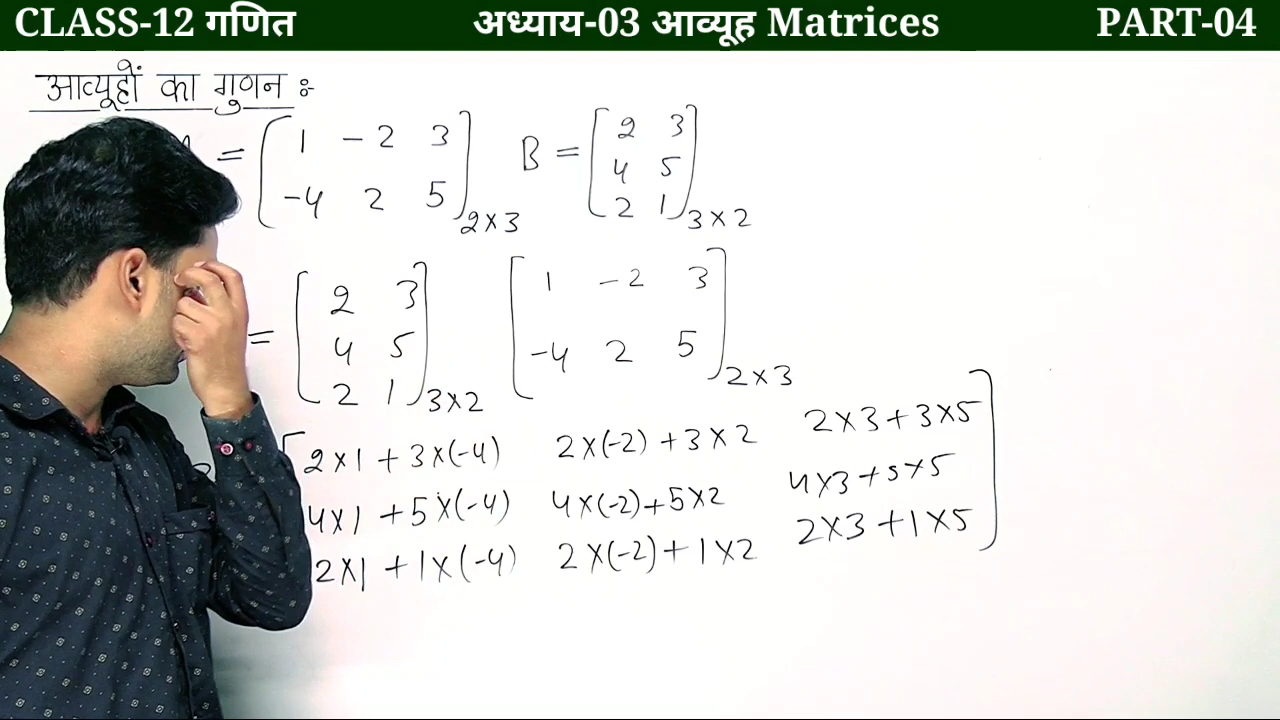 CLASS-12 गणित अध्याय-03 आव्यूह Matrices PART-04
आव्यूहों का गुणन :-
= [ 1 -2 3 B = [ 2 3
-4 2 5 ] 2×3 4 5
2 1 ] 3×2
= [ 2 3 [ 1 -2 3
4 5 -4 2 5 ] 2×3
2 1 ] 3×2
[ 2×1 + 3×(-4) 2×(-2) + 3×2 2×3 + 3×5
4×1 + 5×(-4) 4×(-2) + 5×2 4×3 + 5×5
2×1 + 1×(-4) 2×(-2) + 1×2 2×3 + 1×5 ]